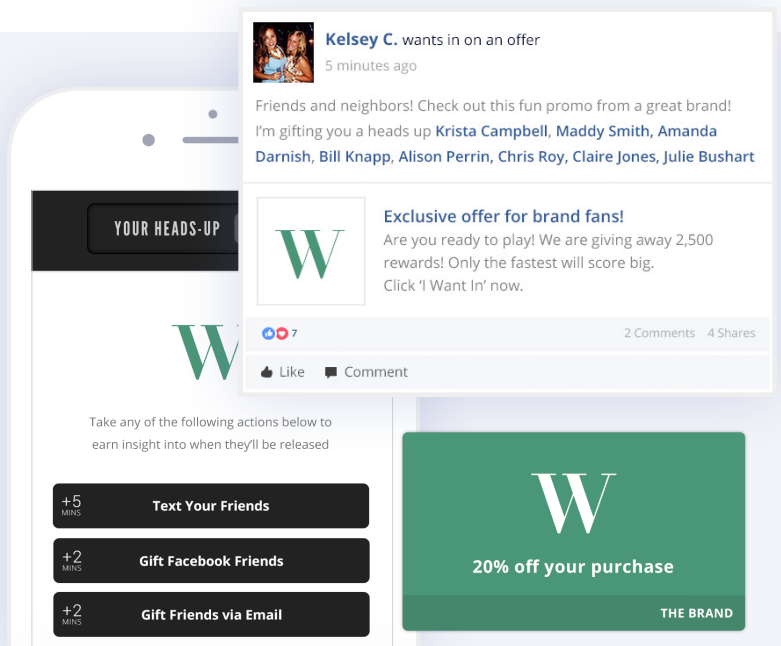 Kelsey C. wants in on an offer
5 minutes ago
Friends and neighbors! Check out this fun promo from a great brand!
I'm gifting you a heads up Krista Campbell, Maddy Smith, Amanda
Darnish, Bill Knapp, Alison Perrin, Chris Roy, Claire Jones, Julie Bushart
W
Exclusive offer for brand fans!
Are you ready to play! We are giving away 2,500
rewards! Only the fastest will score big.
Click 'I Want In' now.
7
2 Comments 4 Shares
Like Comment
YOUR HEADS-UP
W
Take any of the following actions below to
earn insight into when they'll be released
+5 MINS Text Your Friends
+2 MINS Gift Facebook Friends
+2 MINS Gift Friends via Email
W
20% off your purchase
THE BRAND